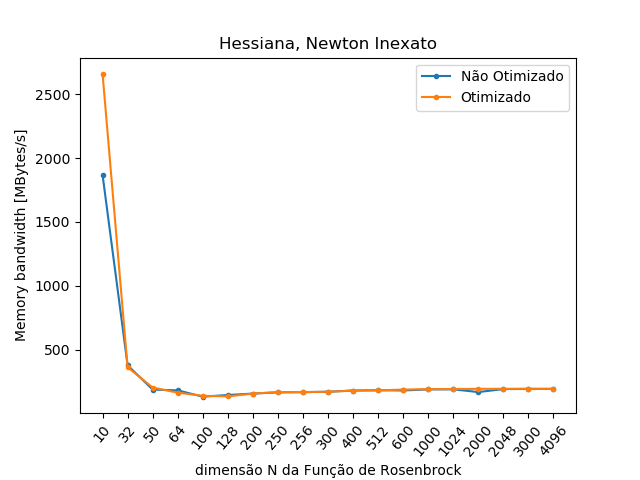 Hessiana, Newton Inexato
Não Otimizado
Otimizado
Memory bandwidth [MBytes/s]
2500
2000
1500
1000
500
10 32 50 64 100 128 200 250 256 300 400 512 600 1000 1024 2000 2048 3000 4096
dimensão N da Função de Rosenbrock